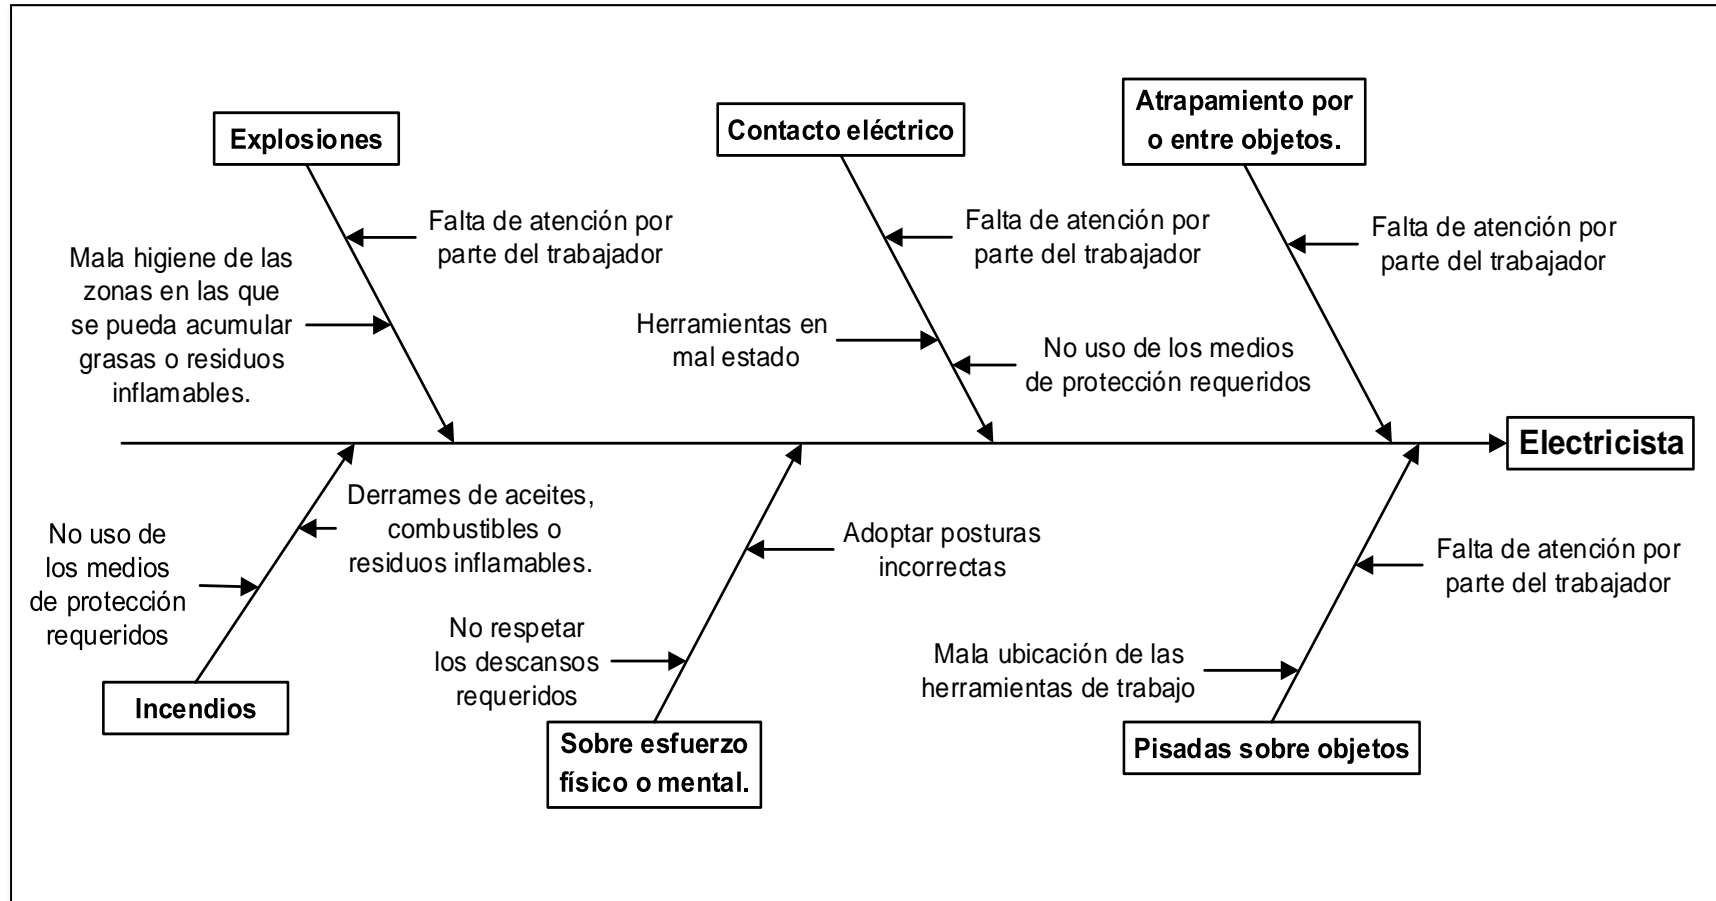 Explosiones
Contacto eléctrico
Atrapamiento por
o entre objetos.
Falta de atención por
parte del trabajador
Mala higiene de las
zonas en las que
se pueda acumular
grasas o residuos
inflamables.
Falta de atención por
parte del trabajador
Herramientas en
mal estado
No uso de los medios
de protección requeridos
Falta de atención por
parte del trabajador
Electricista
Derrames de aceites,
combustibles o
residuos inflamables.
No uso de
los medios
de protección
requeridos
Incendios
Adoptar posturas
incorrectas
No respetar
los descansos
requeridos
Sobre esfuerzo
físico o mental.
Falta de atención por
parte del trabajador
Mala ubicación de las
herramientas de trabajo
Pisadas sobre objetos